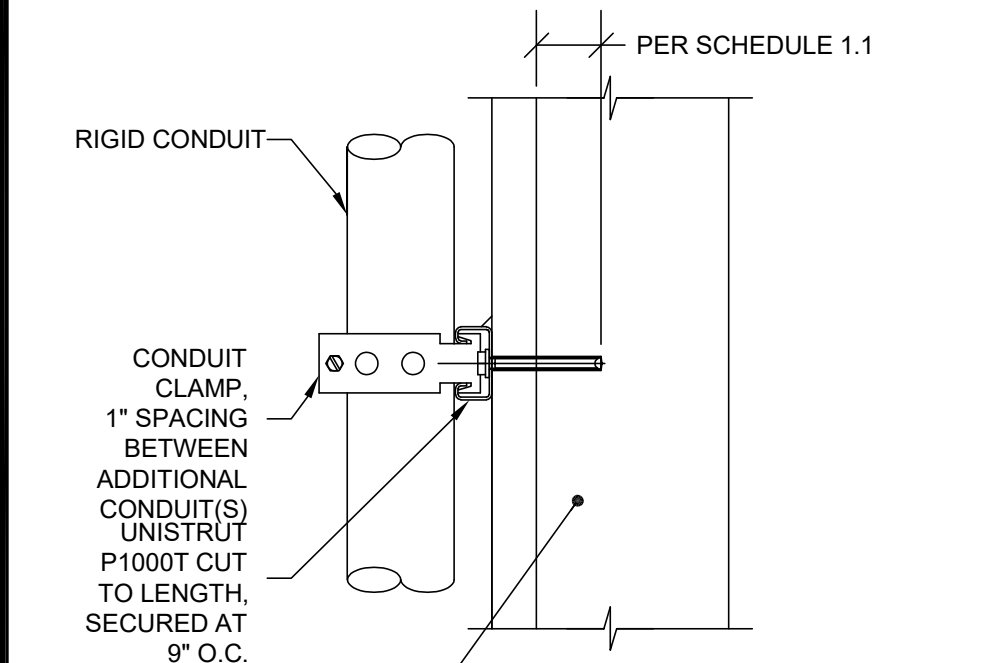 PER SCHEDULE 1.1
RIGID CONDUIT
CONDUIT
CLAMP,
1" SPACING
BETWEEN
ADDITIONAL
CONDUIT(S)
UNISTRUT
P1000T CUT
TO LENGTH,
SECURED AT
9" O.C.